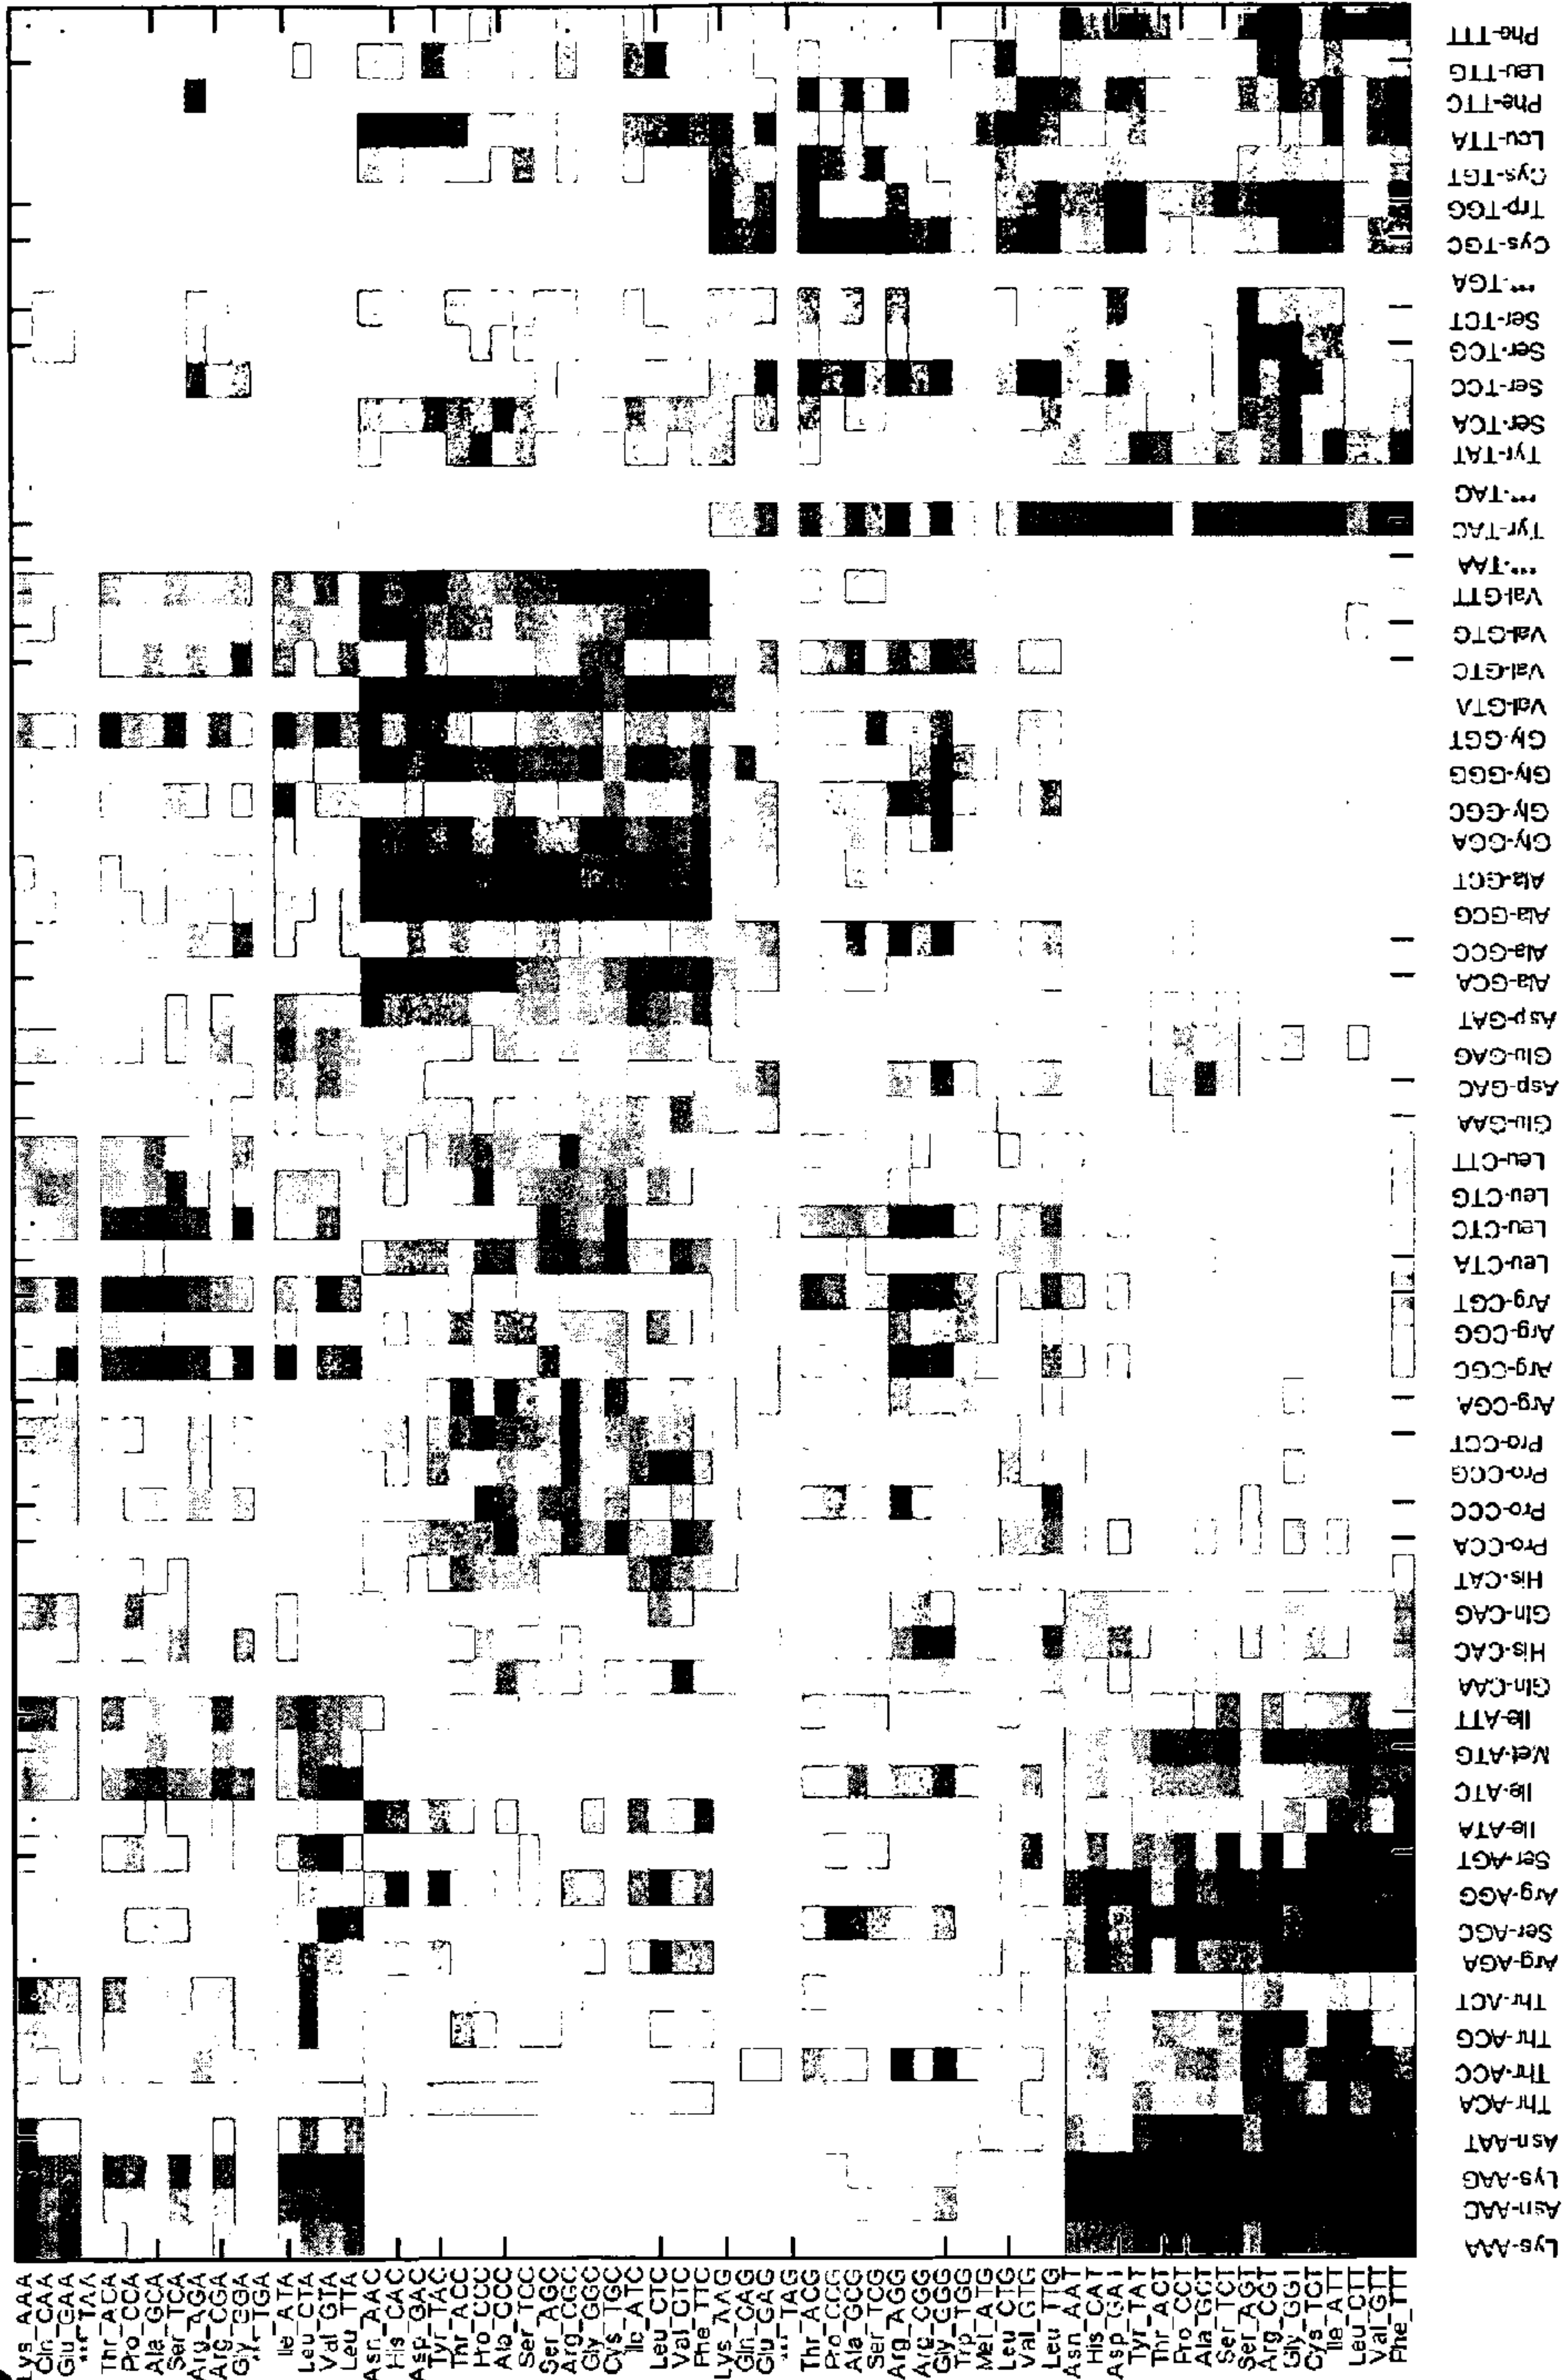 Phe-TTT
Leu-TTG
Phe-TTC
Leu-TTA
Cys-TGT
Trp-TGG
Cys-TGC
***-TGA
Ser-TCT
Ser-TCG
Ser-TCC
Ser-TCA
Tyr-TAT
***-TAG
Tyr-TAC
***-TAA
Val-GTT
Val-GTG
Val-GTC
Val-GTA
Gly-GGT
Gly-GGG
Gly-GGC
Gly-GGA
Ala-GCT
Ala-GCG
Ala-GCC
Ala-GCA
Asp-GAT
Glu-GAG
Asp-GAC
Glu-GAA
Leu-CTT
Leu-CTG
Leu-CTC
Leu-CTA
Arg-CGT
Arg-CGG
Arg-CGC
Arg-CGA
Pro-CCT
Pro-CCG
Pro-CCC
Pro-CCA
His-CAT
Gln-CAG
His-CAC
Gln-CAA
Ile-ATT
Met-ATG
Ile-ATC
Ile-ATA
Ser-AGT
Arg-AGG
Ser-AGC
Arg-AGA
Thr-ACT
Thr-ACG
Thr-ACC
Thr-ACA
Asn-AAT
Lys-AAG
Asn-AAC
Lys-AAA
Lys_AAA
Gln_CAA
Glu_GAA
***_TAA
Thr_ACA
Pro_CCA
Ala_GCA
Ser_TCA
Arg_AGA
Arg_CGA
Gly_GGA
***_TGA
Ile_ATA
Leu_CTA
Val_GTA
Leu_TTA
Asn_AAC
His_CAC
Asp_GAC
Tyr_TAC
Thr_ACC
Pro_CCC
Ala_GCC
Ser_TCC
Ser_AGC
Arg_CGC
Gly_GGC
Cys_TGC
Ile_ATC
Leu_CTC
Val_CTC
Phe_TTC
Lys_AAG
Gln_CAG
Glu_GAG
***_TAG
Thr_ACG
Pro_CCG
Ala_GCG
Ser_TCG
Arg_AGG
Arg_CGG
Gly_GGG
Trp_TGG
Met_ATG
Leu_CTG
Val_GTG
Leu_TTG
Asn_AAT
His_CAT
Asp_GAT
Tyr_TAT
Thr_ACT
Pro_CCT
Ala_GCT
Ser_TCT
Ser_AGT
Arg_CGT
Gly_GGT
Cys_TGT
Ile_ATT
Leu_CTT
Val_GTT
Phe_TTT